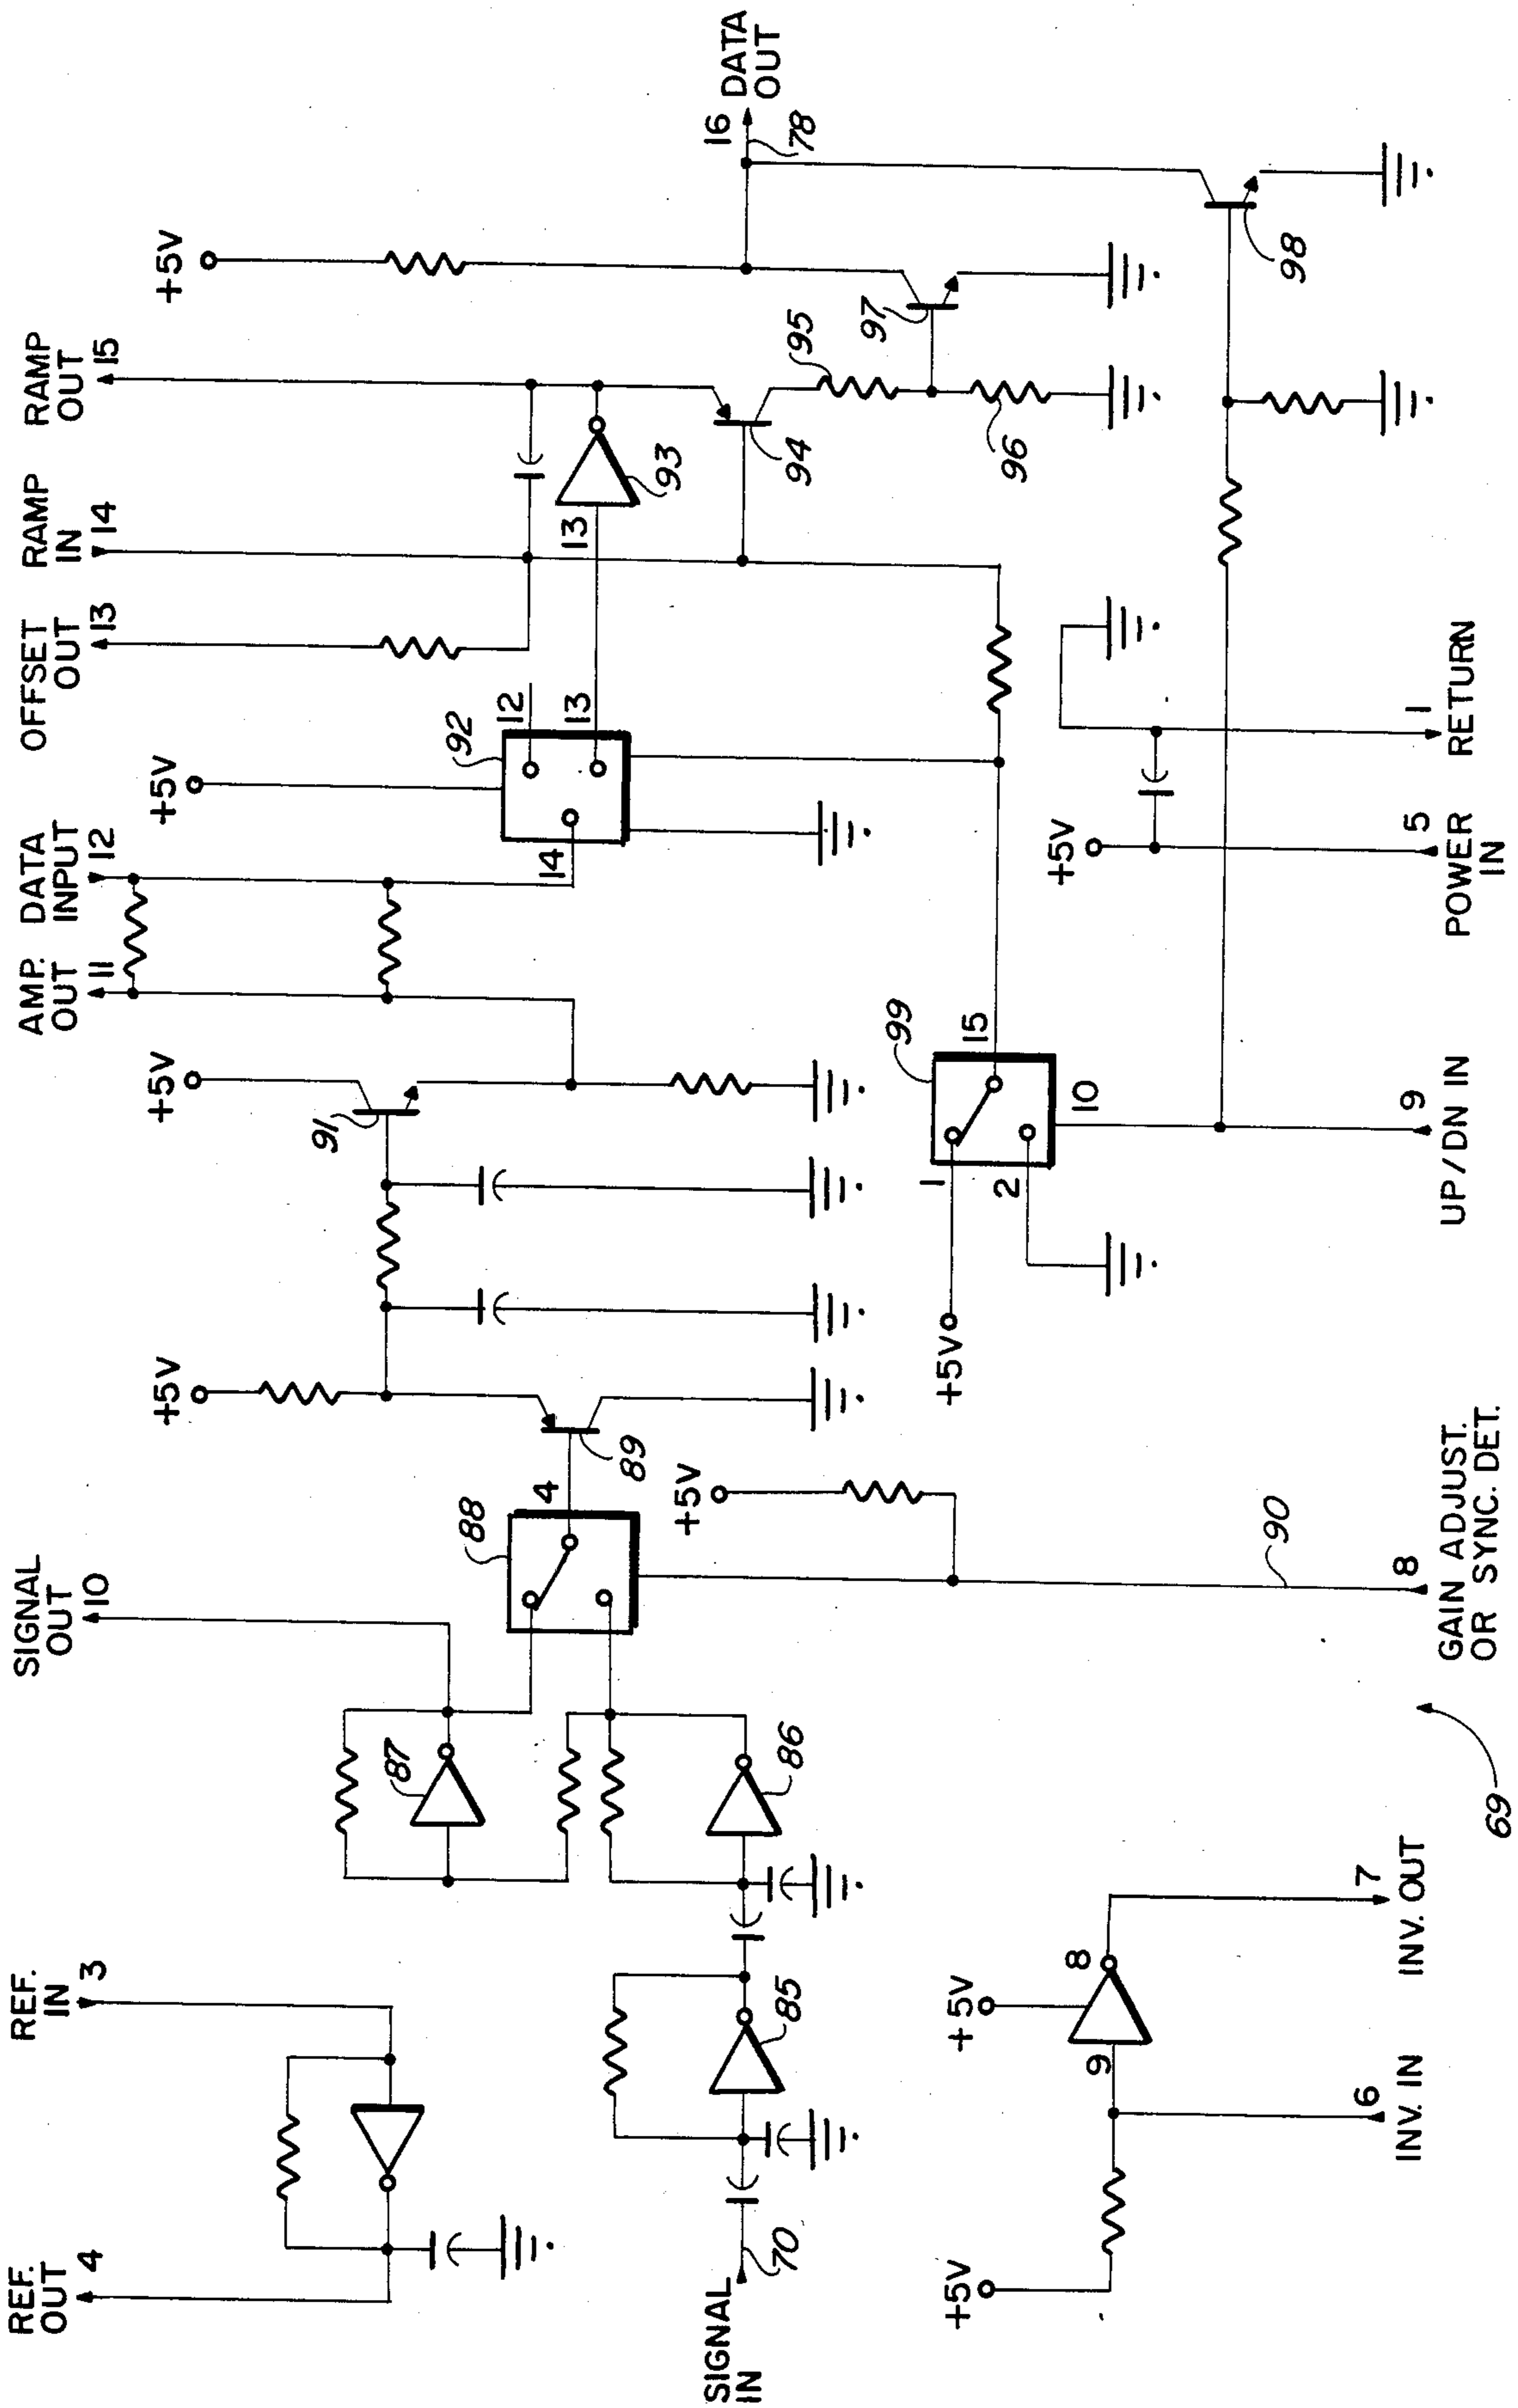 REF.
OUT
4
REF.
IN
3
SIGNAL
OUT
10
AMP.
OUT
11
DATA
INPUT
12
OFFSET
OUT
13
RAMP
IN
14
RAMP
OUT
15
+5V
+5V
+5V
+5V
87
88
4
89
91
14
92
12
13
13
93
94
95
96
97
16
DATA
OUT
78
SIGNAL
IN
70
85
86
+5V
+5V
1
2
99
15
10
+5V
98
+5V
+5V
9
8
6
INV. IN
7
INV. OUT
69
90
8
GAIN ADJUST.
OR SYNC. DET.
9
UP/DN IN
5
POWER
IN
1
RETURN